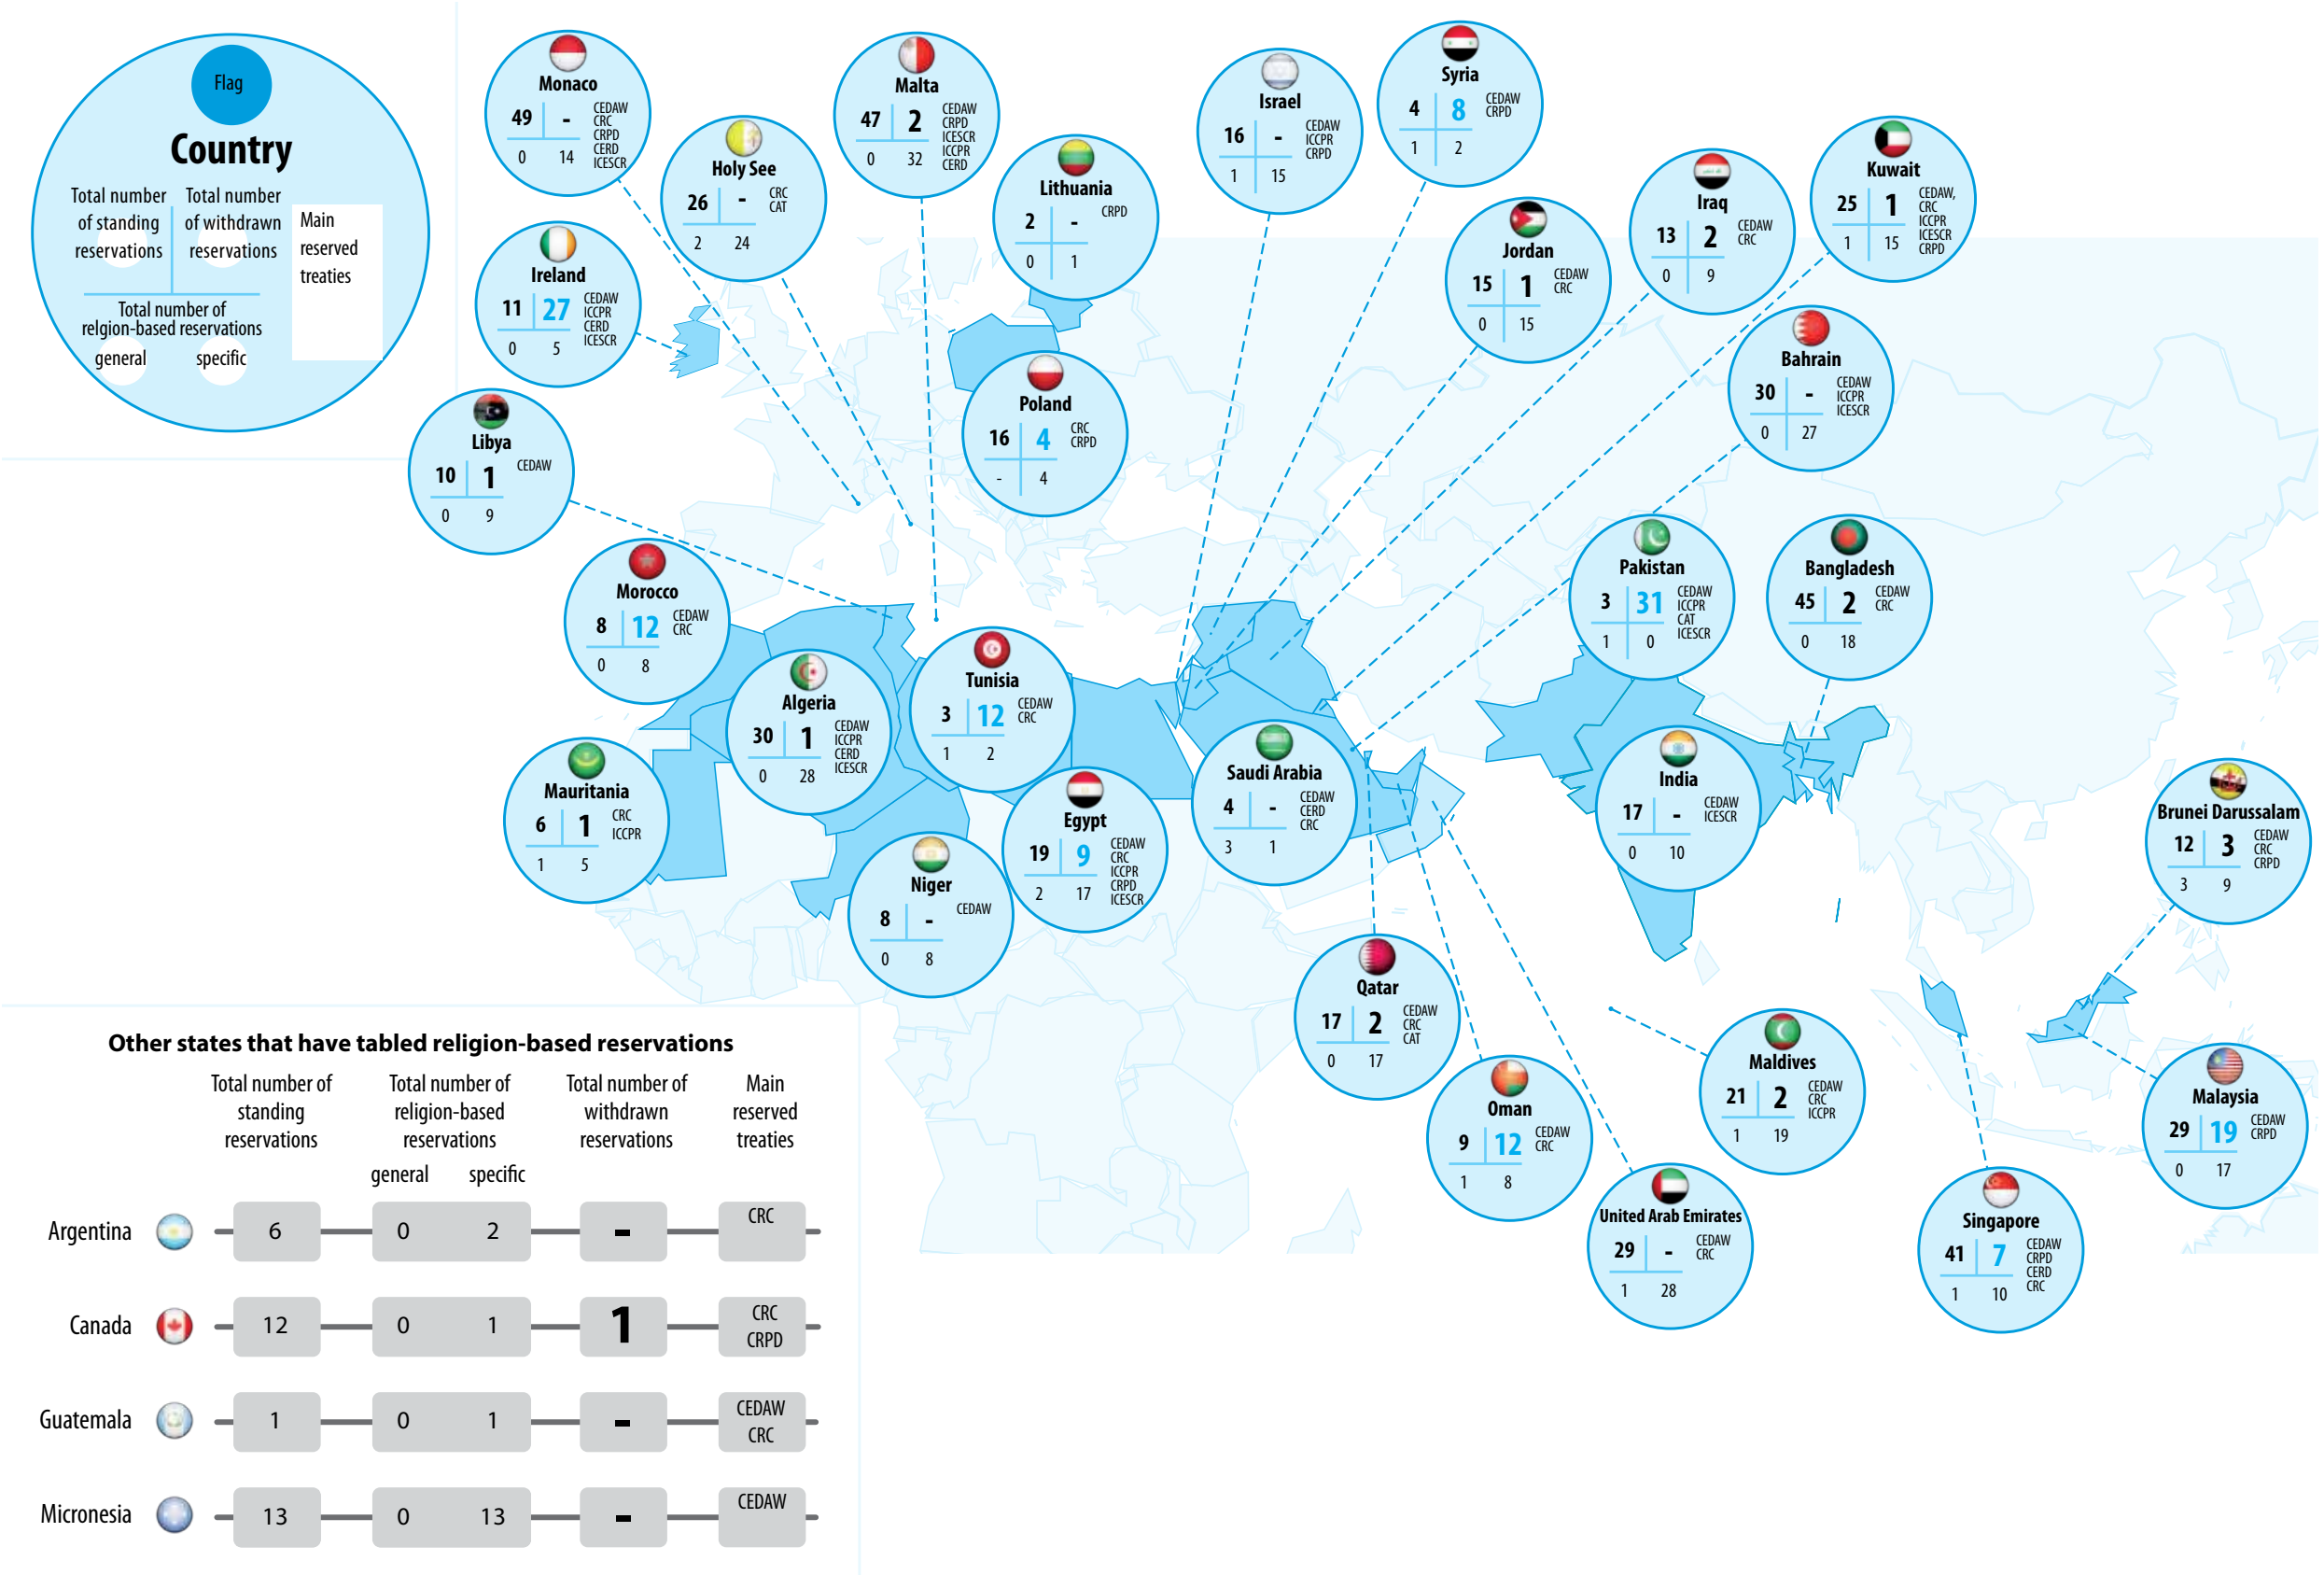 Flag
Country
Total number of standing reservations
Total number of withdrawn reservations
Main reserved treaties
Total number of
relgion-based reservations
general specific
Monaco
49 -
0 14
CEDAW
CRC
CRPD
CERD
ICESCR
Holy See
26 -
2 24
CRC
CAT
Malta
47 2
0 32
CEDAW
CRPD
ICESCR
ICCPR
CERD
Lithuania
2 -
0 1
CRPD
Israel
16 -
1 15
CEDAW
ICCPR
CRPD
Syria
4 8
1 2
CEDAW
CRPD
Jordan
15 1
0 15
CEDAW
CRC
Iraq
13 2
0 9
CEDAW
CRC
Kuwait
25 1
1 15
CEDAW,
CRC
ICCPR
ICESCR
CRPD
Ireland
11 27
0 5
CEDAW
ICCPR
CERD
ICESCR
Bahrain
30 -
0 27
CEDAW
ICCPR
ICESCR
Poland
16 4
- 4
CRC
CRPD
Libya
10 1
0 9
CEDAW
Morocco
8 12
0 8
CEDAW
CRC
Pakistan
3 31
1 0
CEDAW
ICCPR
CAT
ICESCR
Bangladesh
45 2
0 18
CEDAW
CRC
Algeria
30 1
0 28
CEDAW
ICCPR
CERD
ICESCR
Tunisia
3 12
1 2
CEDAW
CRC
Mauritania
6 1
1 5
CRC
ICCPR
Egypt
19 9
2 17
CEDAW
CRC
ICCPR
CRPD
ICESCR
Saudi Arabia
4 -
3 1
CEDAW
CERD
CRC
India
17 -
0 10
CEDAW
ICESCR
Brunei Darussalam
12 3
3 9
CEDAW
CRC
CRPD
Niger
8 -
0 8
CEDAW
Qatar
17 2
0 17
CEDAW
CRC
CAT
Oman
9 12
1 8
CEDAW
CRC
Maldives
21 2
1 19
CEDAW
CRC
ICCPR
Malaysia
29 19
0 17
CEDAW
CRPD
United Arab Emirates
29 -
1 28
CEDAW
CRC
Singapore
41 7
1 10
CEDAW
CRPD
CERD
CRC
Other states that have tabled religion-based reservations
Total number of standing reservations
Total number of religion-based reservations
Total number of withdrawn reservations
Main reserved treaties
general specific
Argentina 6 0 2 - CRC
Canada 12 0 1 1 CRC
CRPD
Guatemala 1 0 1 - CEDAW
CRC
Micronesia 13 0 13 - CEDAW